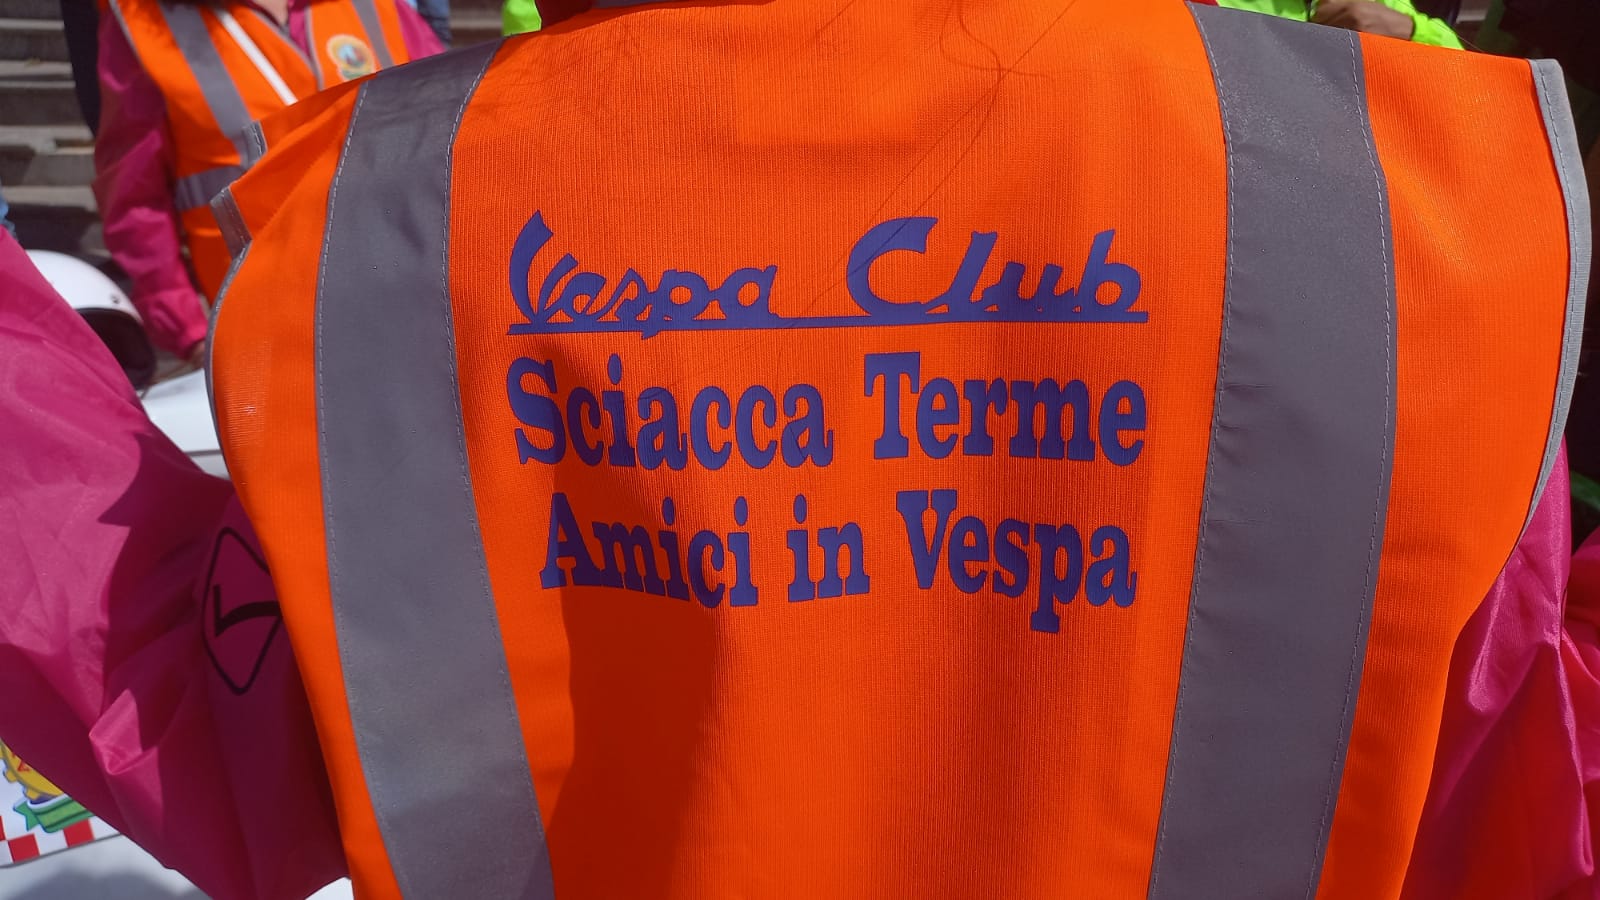 Vespa Club
Sciacca Terme
Amici in Vespa